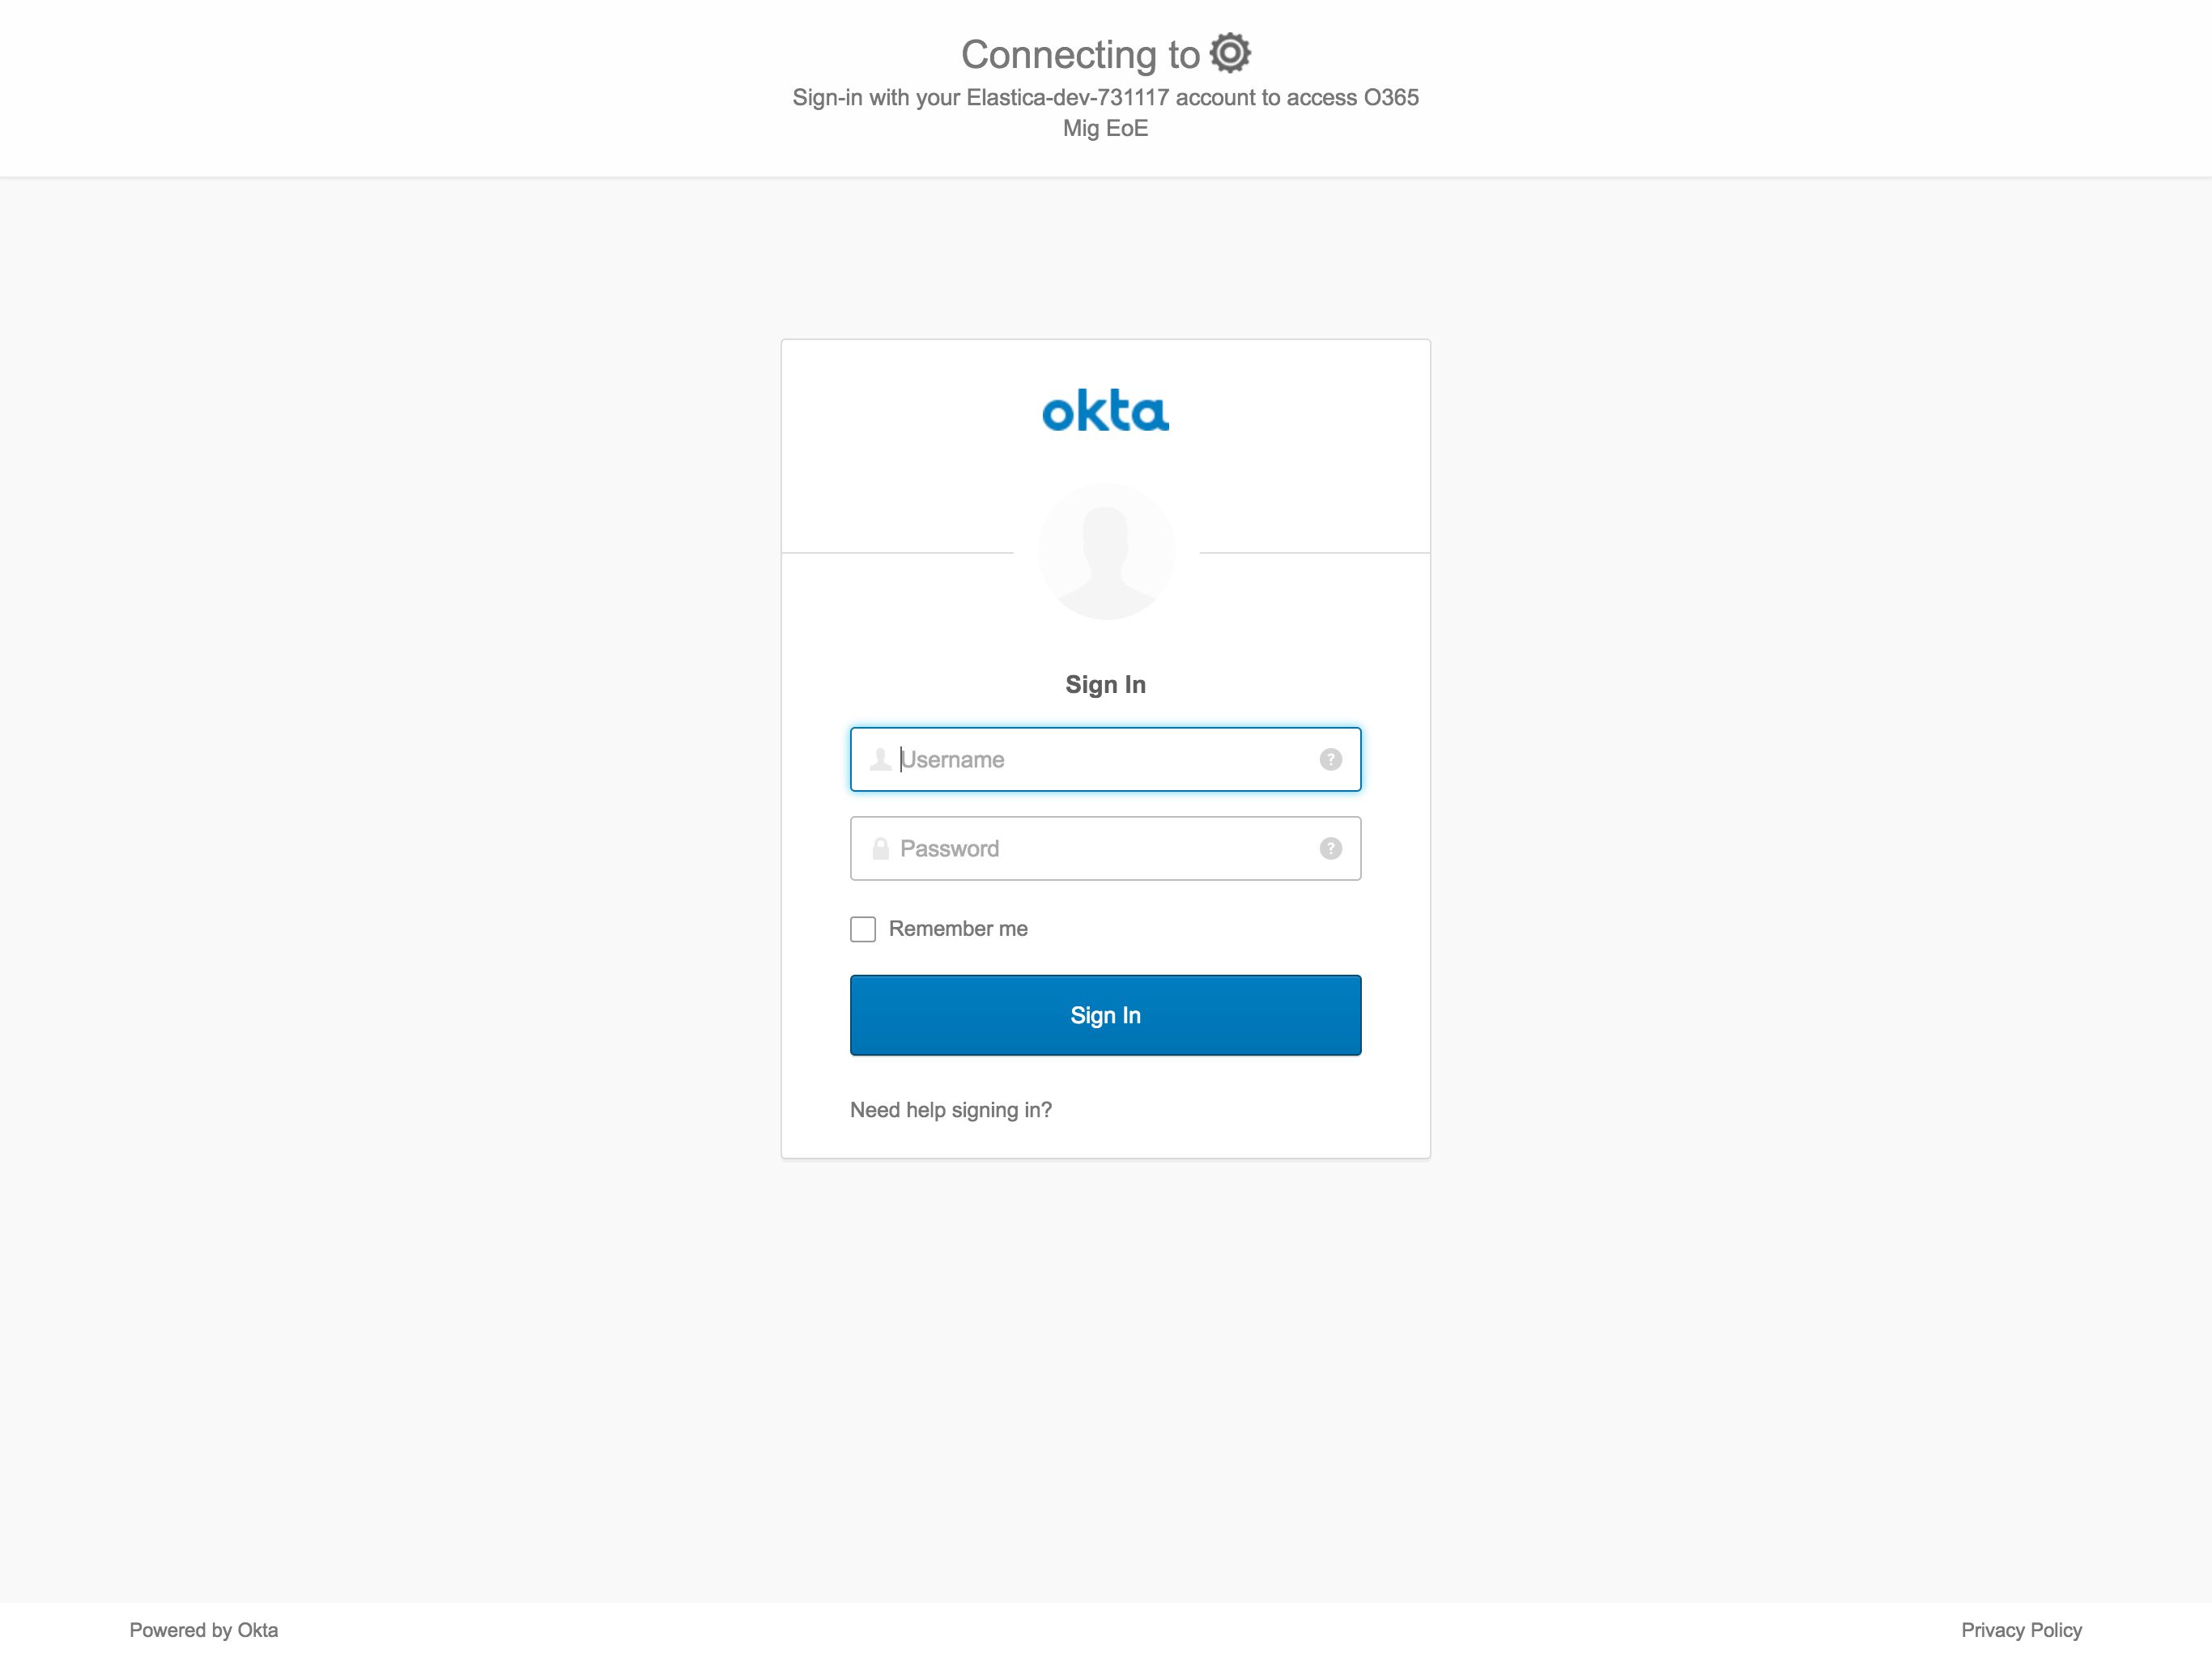 Connecting to
Sign-in with your Elastica-dev-731117 account to access O365
Mig EoE
okta
Sign In
Username
?
Password
?
Remember me
Sign In
Need help signing in?
Powered by Okta
Privacy Policy